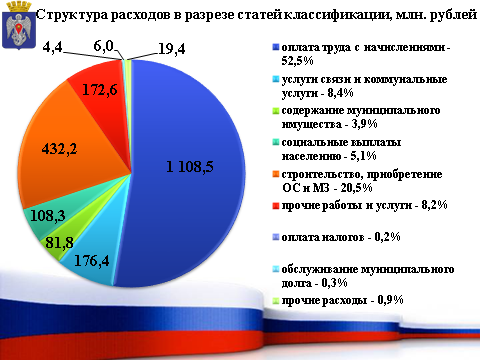 Структура расходов в разрезе статей классификации, млн. рублей
4,4
6,0
19,4
172,6
432,2
1 108,5
108,3
81,8
176,4
оплата труда с начислениями -
52,5%
услуги связи и коммунальные
услуги - 8,4%
содержание муниципального
имущества - 3,9%
социальные выплаты
населению - 5,1%
строительство, приобретение
ОС и МЗ - 20,5%
прочие работы и услуги - 8,2%
оплата налогов - 0,2%
обслуживание муниципального
долга - 0,3%
прочие расходы - 0,9%